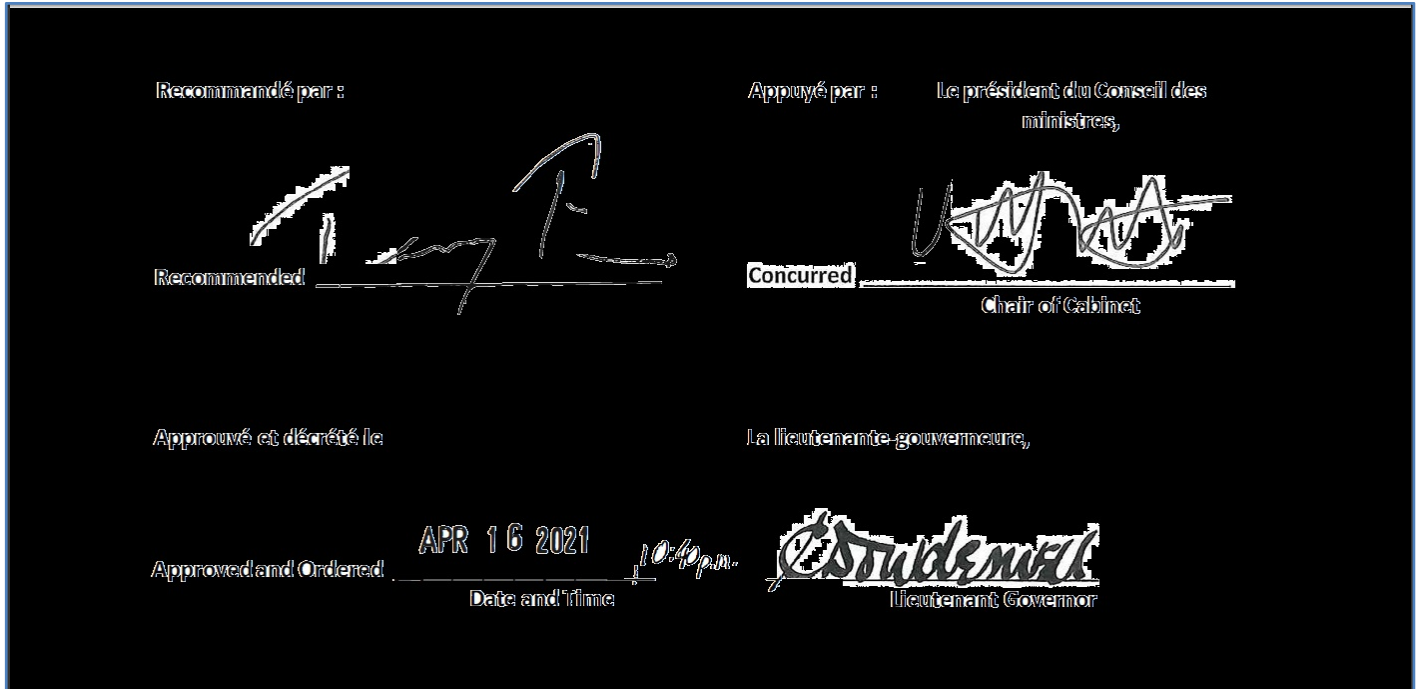 Recommandé par :
Appuyé par : Le président du Conseil des
ministres,
Recommended
Concurred
Chair of Cabinet
Approuvé et décrété le
La lieutenante-gouverneure,
APR 16 2021 10:40 p.m.
Approved and Ordered
Date and Time
Lieutenant Governor